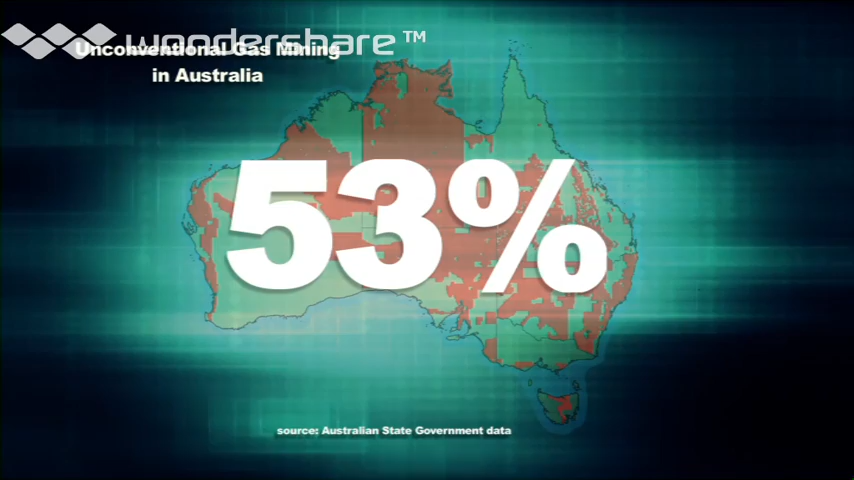 wondershare™
Unconventional Gas Mining
in Australia
53%
source: Australian State Government data